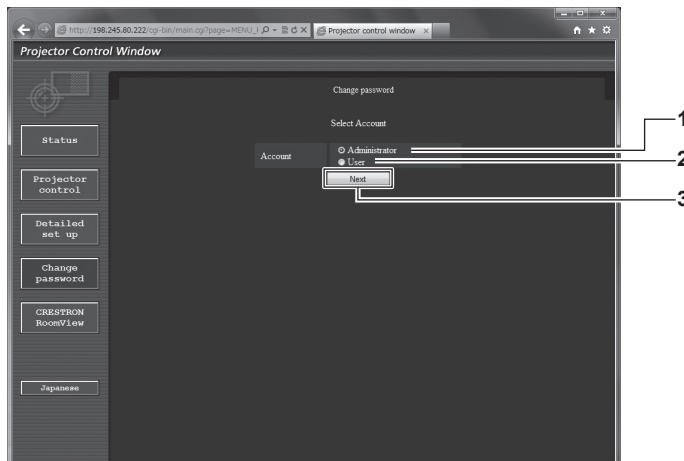 http://198.245.80.222/cgi-bin/main.cgi?page=MENU_
Projector control window
Projector Control Window
Change password
Select Account
Status
Account
Administrator
User
Next
Projector
control
Detailed
set up
Change
password
CRESTRON
RoomView
Japanese
1
2
3